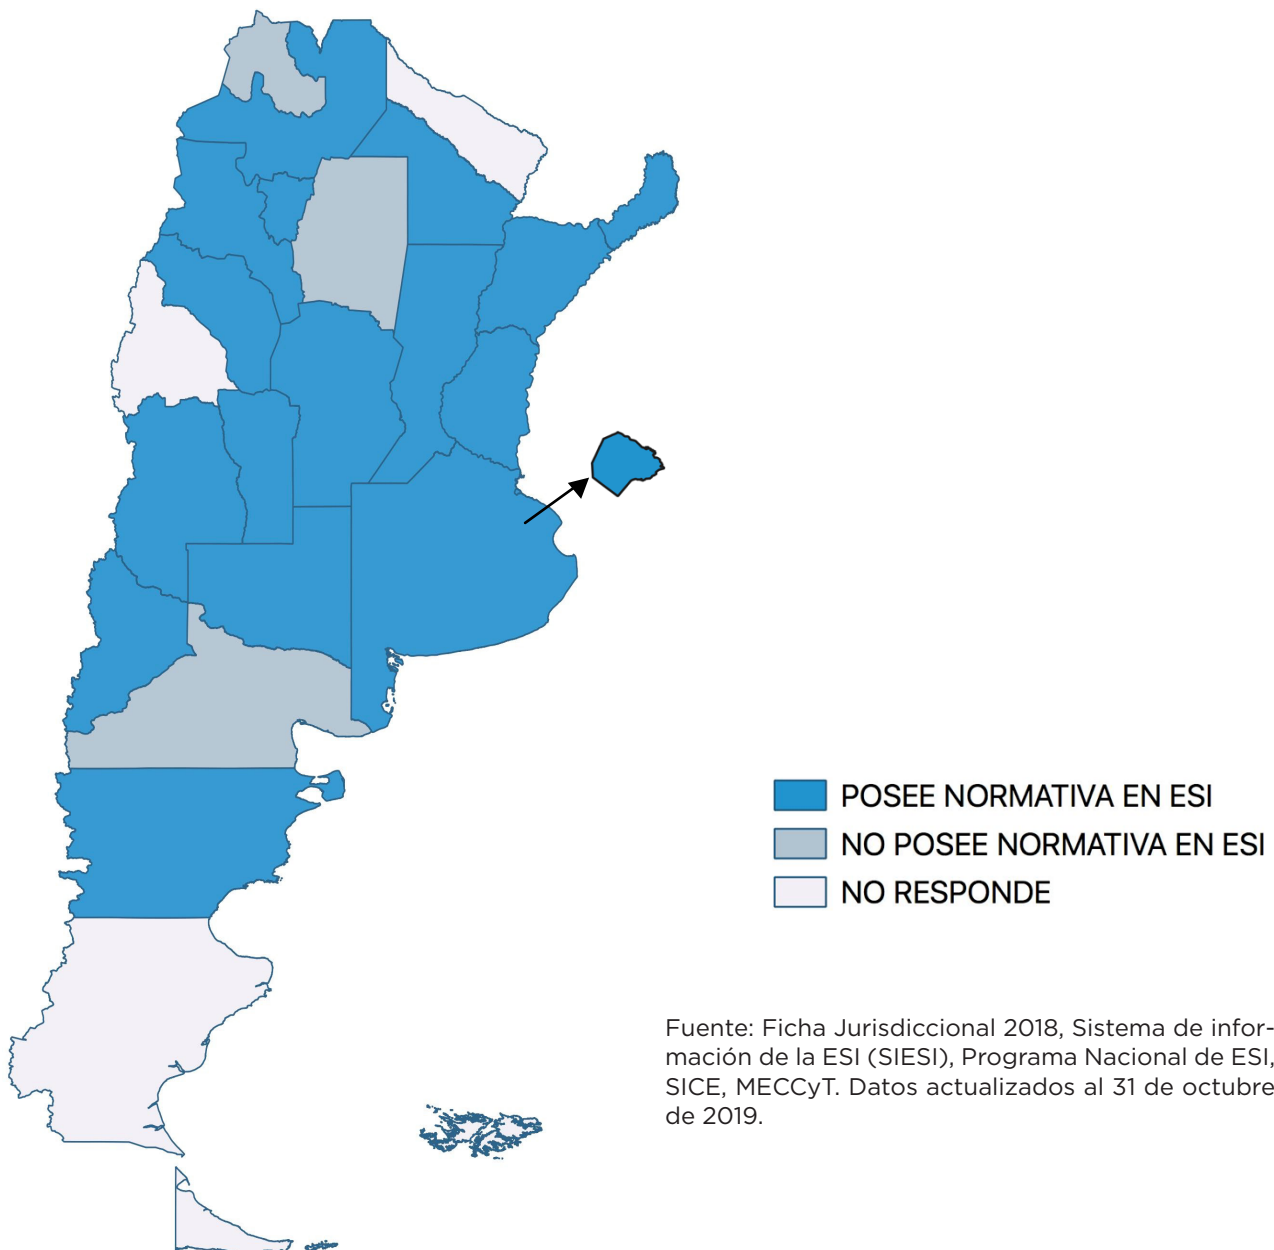 POSEE NORMATIVA EN ESI
NO POSEE NORMATIVA EN ESI
NO RESPONDE
Fuente: Ficha Jurisdiccional 2018, Sistema de infor-
mación de la ESI (SIESI), Programa Nacional de ESI,
SICE, MECCyT. Datos actualizados al 31 de octubre
de 2019.